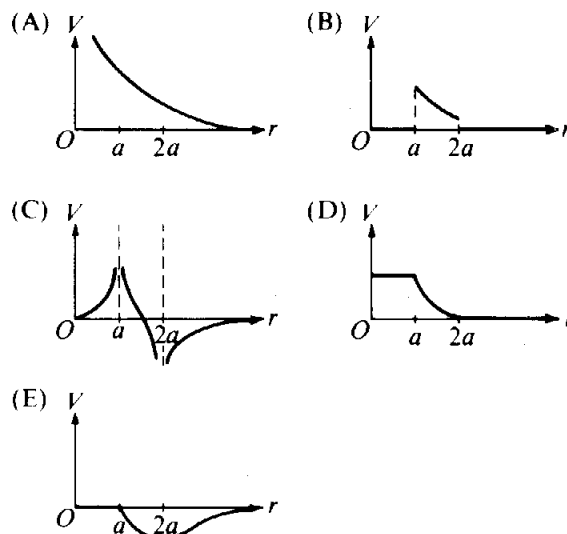 (A) V
O a 2a r
(B) V
O a 2a r
(C) V
O a 2a r
(D) V
O a 2a
(E) V
O a 2a r